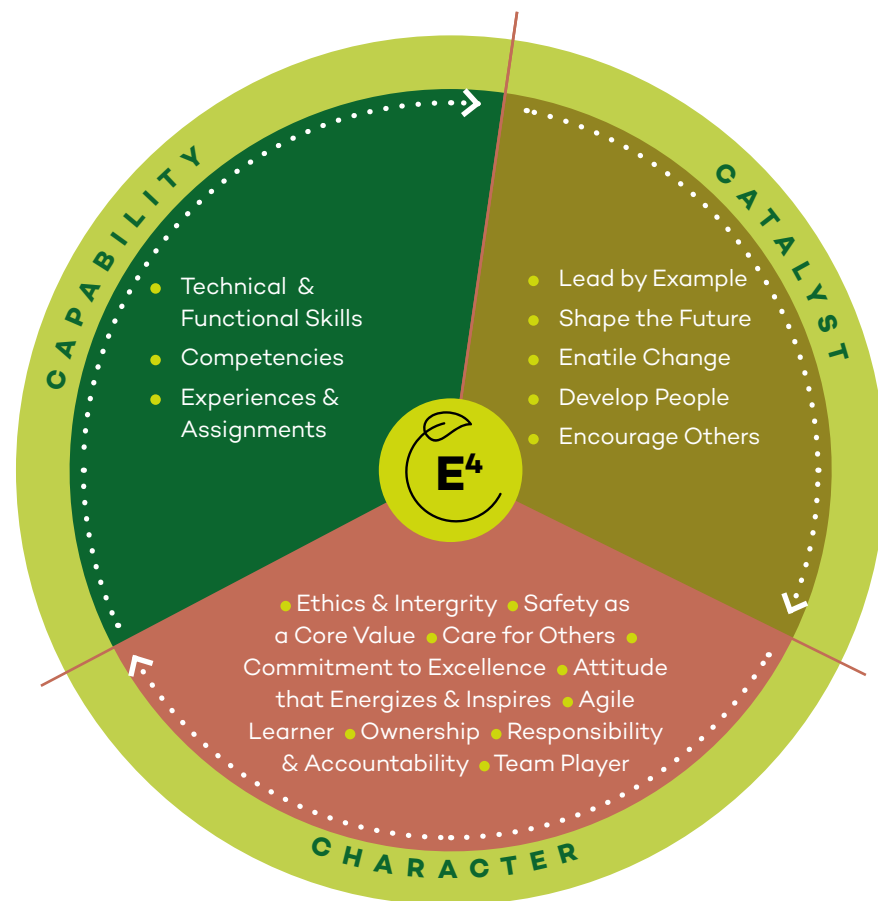 CAPABILITY
Technical &
Functional Skills
Competencies
Experiences &
Assignments
CATALYST
Lead by Example
Shape the Future
Enatile Change
Develop People
Encourage Others
E⁴
Ethics & Intergrity ● Safety as
a Core Value ● Care for Others ●
Commitment to Excellence ● Attitude
that Energizes & Inspires ● Agile
Learner ● Ownership ● Responsibility
& Accountability ● Team Player
CHARACTER